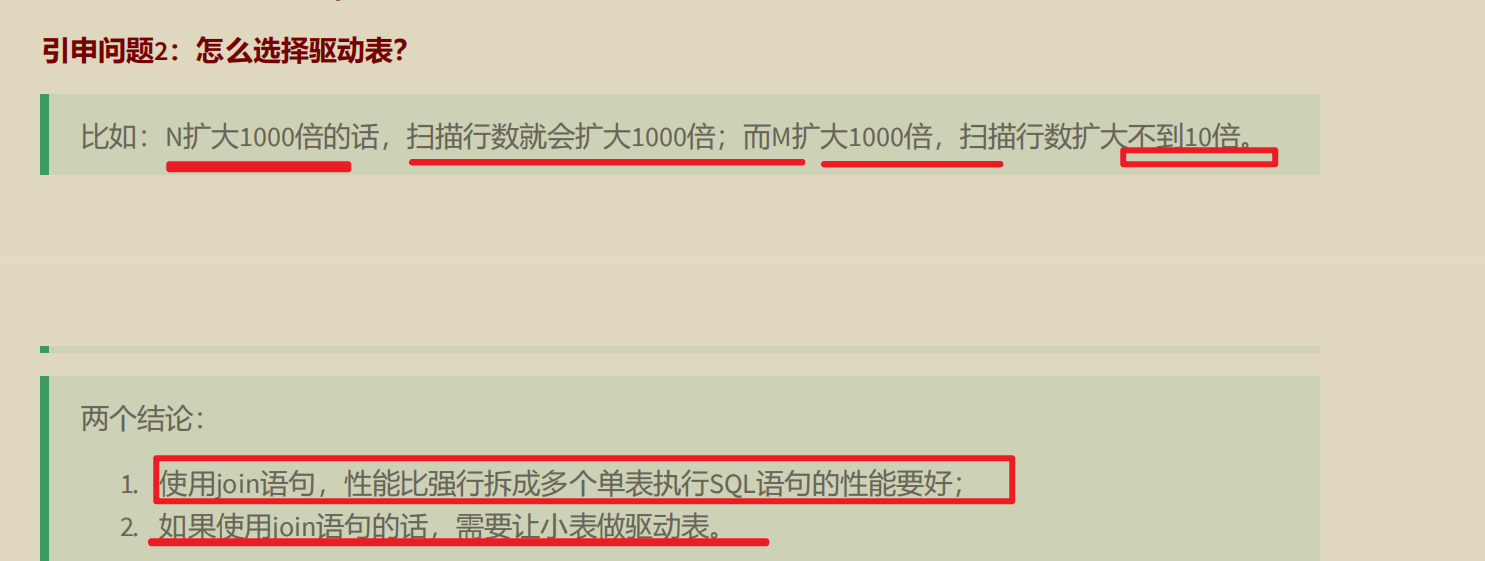 引申问题2：怎么选择驱动表？
比如：N扩大1000倍的话，扫描行数就会扩大1000倍；而M扩大1000倍，扫描行数扩大不到10倍。
两个结论：
1. 使用join语句，性能比强行拆成多个单表执行SQL语句的性能要好；
2. 如果使用join语句的话，需要让小表做驱动表。